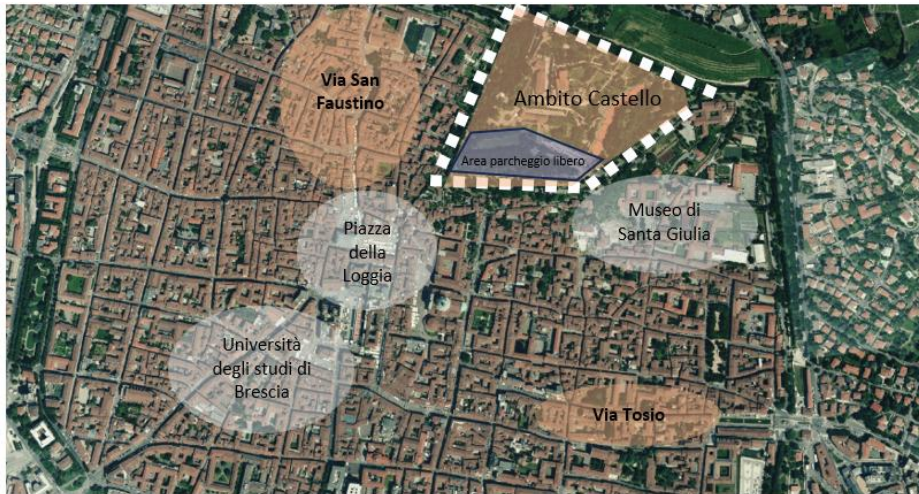 Via San
Faustino
Ambito Castello
Area parcheggio libero
Museo di
Santa Giulia
Piazza
della
Loggia
Università
degli studi di
Brescia
Via Tosio